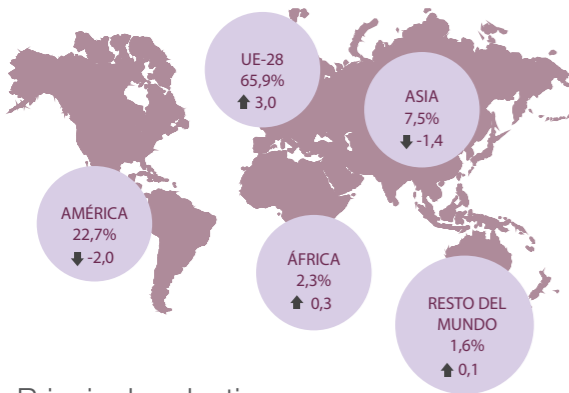 UE-28
65,9%
3,0
ASIA
7,5%
-1,4
AMÉRICA
22,7%
-2,0
ÁFRICA
2,3%
0,3
RESTO DEL
MUNDO
1,6%
0,1